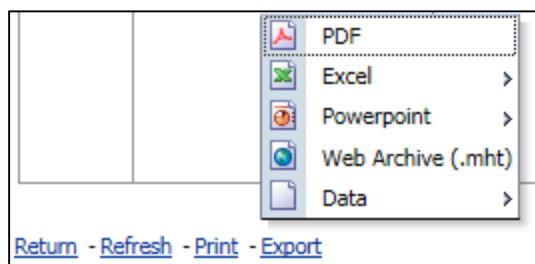 PDF
Excel
Powerpoint
Web Archive (.mht)
Data
Return - Refresh - Print - Export